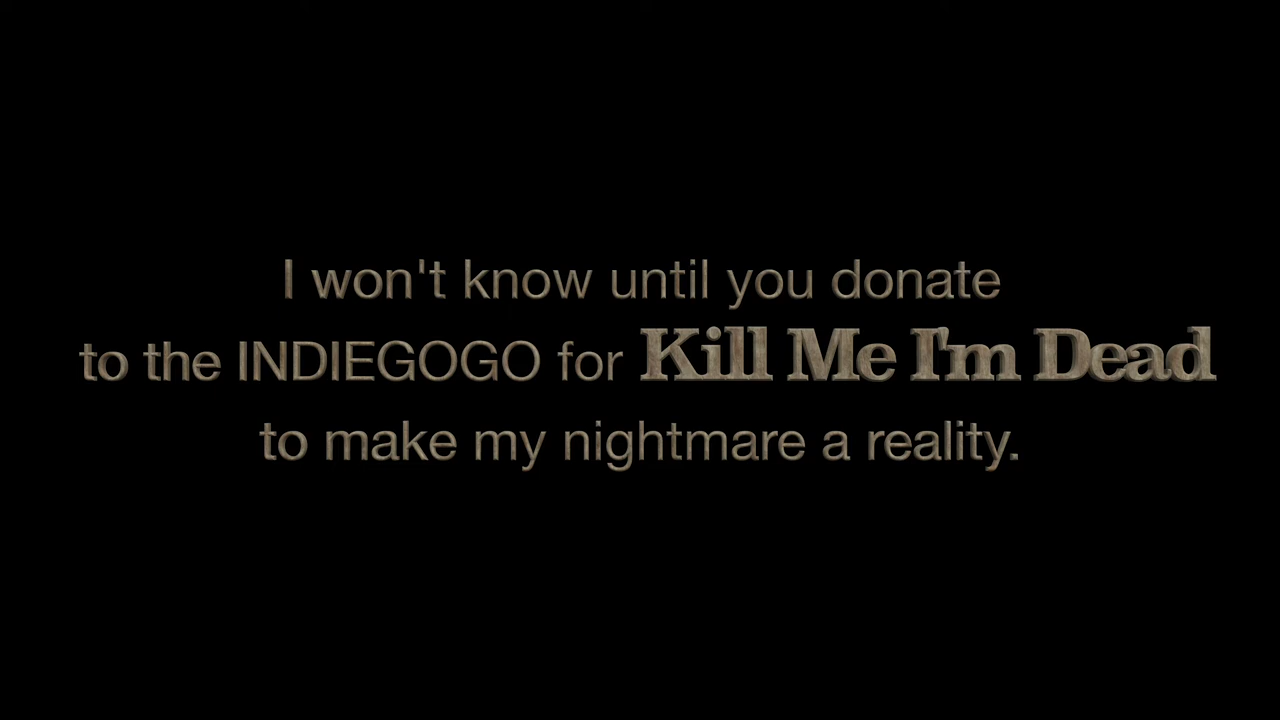 I won't know until you donate
to the INDIEGOGO for Kill Me I'm Dead
to make my nightmare a reality.